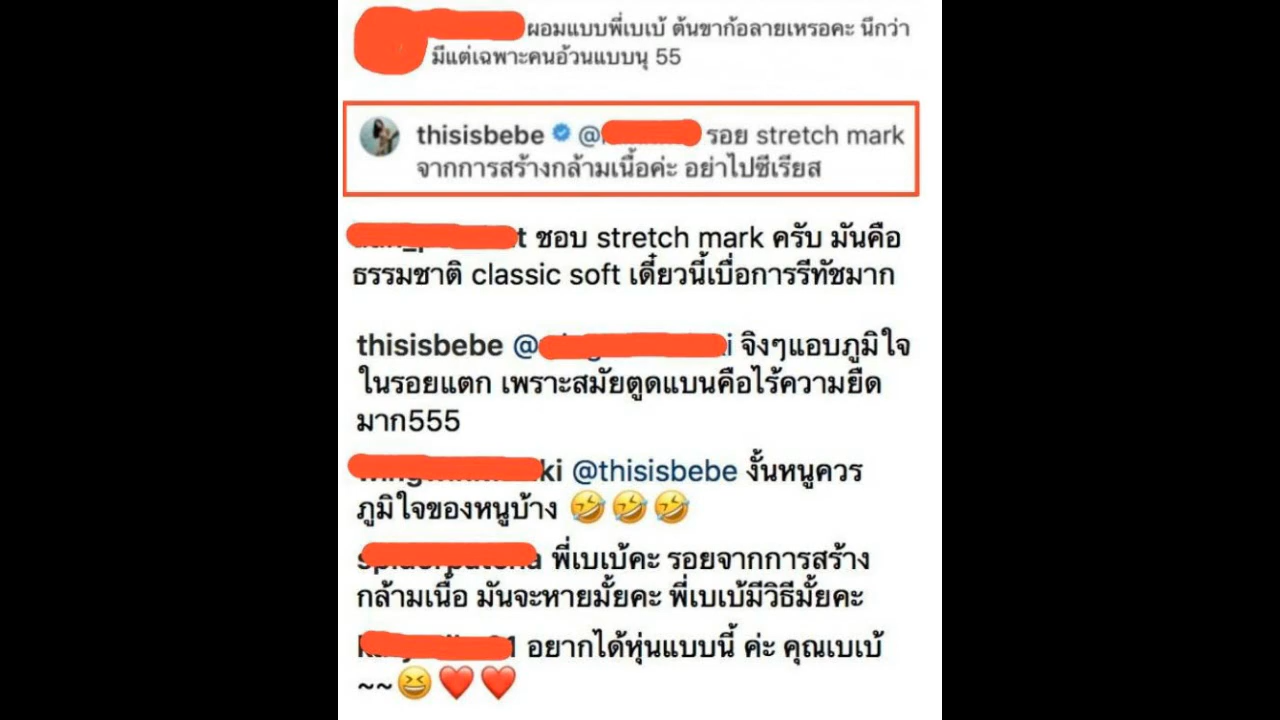 ผอมแบบพี่เบเบ้ ต้นขาก้อลายเหรอคะ นึกว่า
มีแต่เฉพาะคนอ้วนแบบนุ 55
thisisbebe @ รอย stretch mark
จากการสร้างกล้ามเนื้อค่ะ อย่าไปซีเรียส
t ชอบ stretch mark ครับ มันคือ
ธรรมชาติ classic soft เดี๋ยวนี้เบื่อการรีทัชมาก
thisisbebe @ i จิงๆแอบภูมิใจ
ในรอยแตก เพราะสมัยตูดแบนคือไร้ความยืด
มาก555
ki @thisisbebe งั้นหนูควร
ภูมิใจของหนูบ้าง 🤣🤣🤣
พี่เบเบ้คะ รอยจากการสร้าง
กล้ามเนื้อ มันจะหายมั้ยคะ พี่เบเบ้มีวิธีมั้ยคะ
1 อยากได้หุ่นแบบนี้ ค่ะ คุณเบเบ้
~~😆❤️❤️